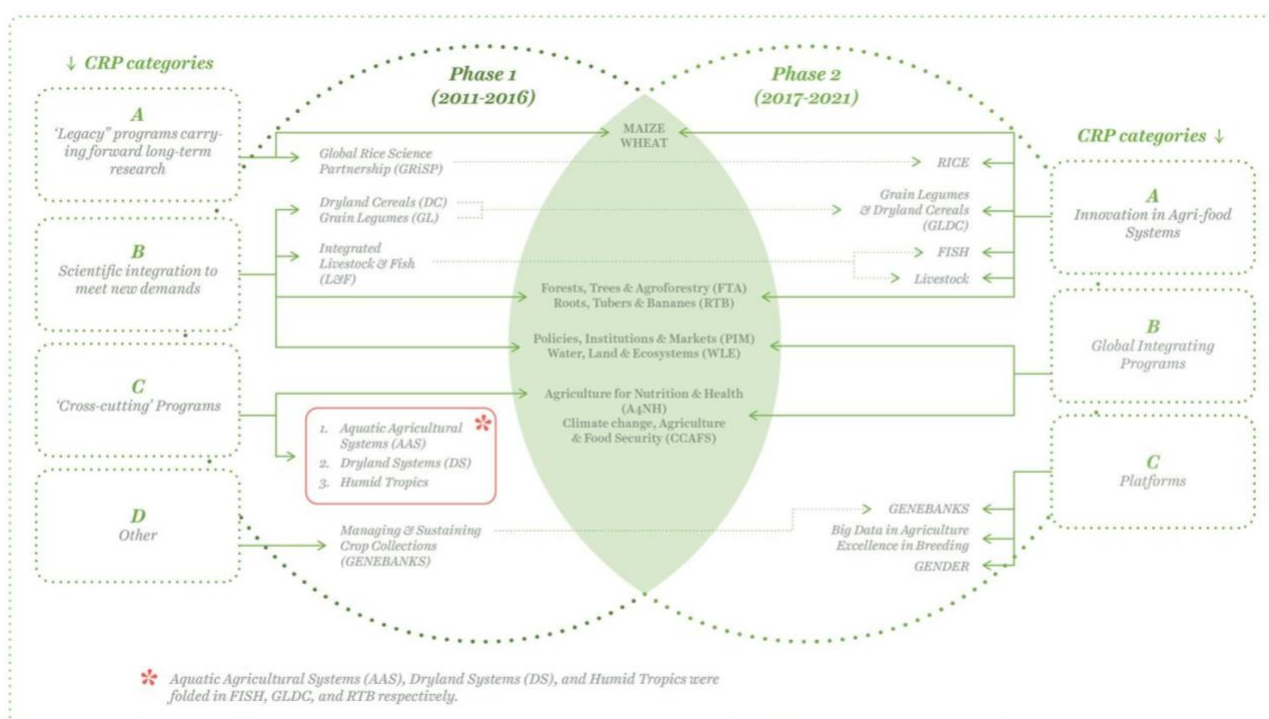 ↓ CRP categories
A
‘Legacy” programs carry-
ing forward long-term
research
B
Scientific integration to
meet new demands
C
‘Cross-cutting’ Programs
D
Other
Phase 1
(2011-2016)
Global Rice Science
Partnership (GRiSP)
Dryland Cereals (DC)
Grain Legumes (GL)
Integrated
Livestock & Fish
(L&F)
1. Aquatic Agricultural
Systems (AAS)
2. Dryland Systems (DS)
3. Humid Tropics
*
Managing & Sustaining
Crop Collections
(GENEBANKS)
MAIZE
WHEAT
Forests, Trees & Agroforestry (FTA)
Roots, Tubers & Bananes (RTB)
Policies, Institutions & Markets (PIM)
Water, Land & Ecosystems (WLE)
Agriculture for Nutrition & Health
(A4NH)
Climate change, Agriculture
& Food Security (CCAFS)
Phase 2
(2017-2021)
RICE
Grain Legumes
& Dryland Cereals
(GLDC)
FISH
Livestock
GENEBANKS
Big Data in Agriculture
Excellence in Breeding
GENDER
CRP categories ↓
A
Innovation in Agri-food
Systems
B
Global Integrating
Programs
C
Platforms
* Aquatic Agricultural Systems (AAS), Dryland Systems (DS), and Humid Tropics were
folded in FISH, GLDC, and RTB respectively.